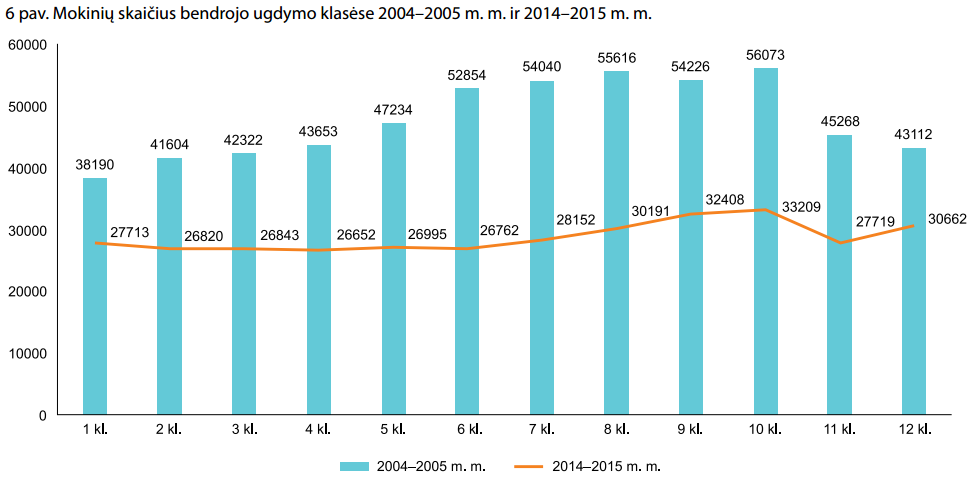 6 pav. Mokinių skaičius bendrojo ugdymo klasėse 2004–2005 m. m. ir 2014–2015 m. m.
60000
50000
40000
30000
20000
10000
0
38190
41604
42322
43653
47234
52854
54040
55616
54226
56073
45268
43112
27713
26820
26843
26652
26995
26762
28152
30191
32408
33209
27719
30662
1 kl.
2 kl.
3 kl.
4 kl.
5 kl.
6 kl.
7 kl.
8 kl.
9 kl.
10 kl.
11 kl.
12 kl.
2004–2005 m. m.
2014–2015 m. m.